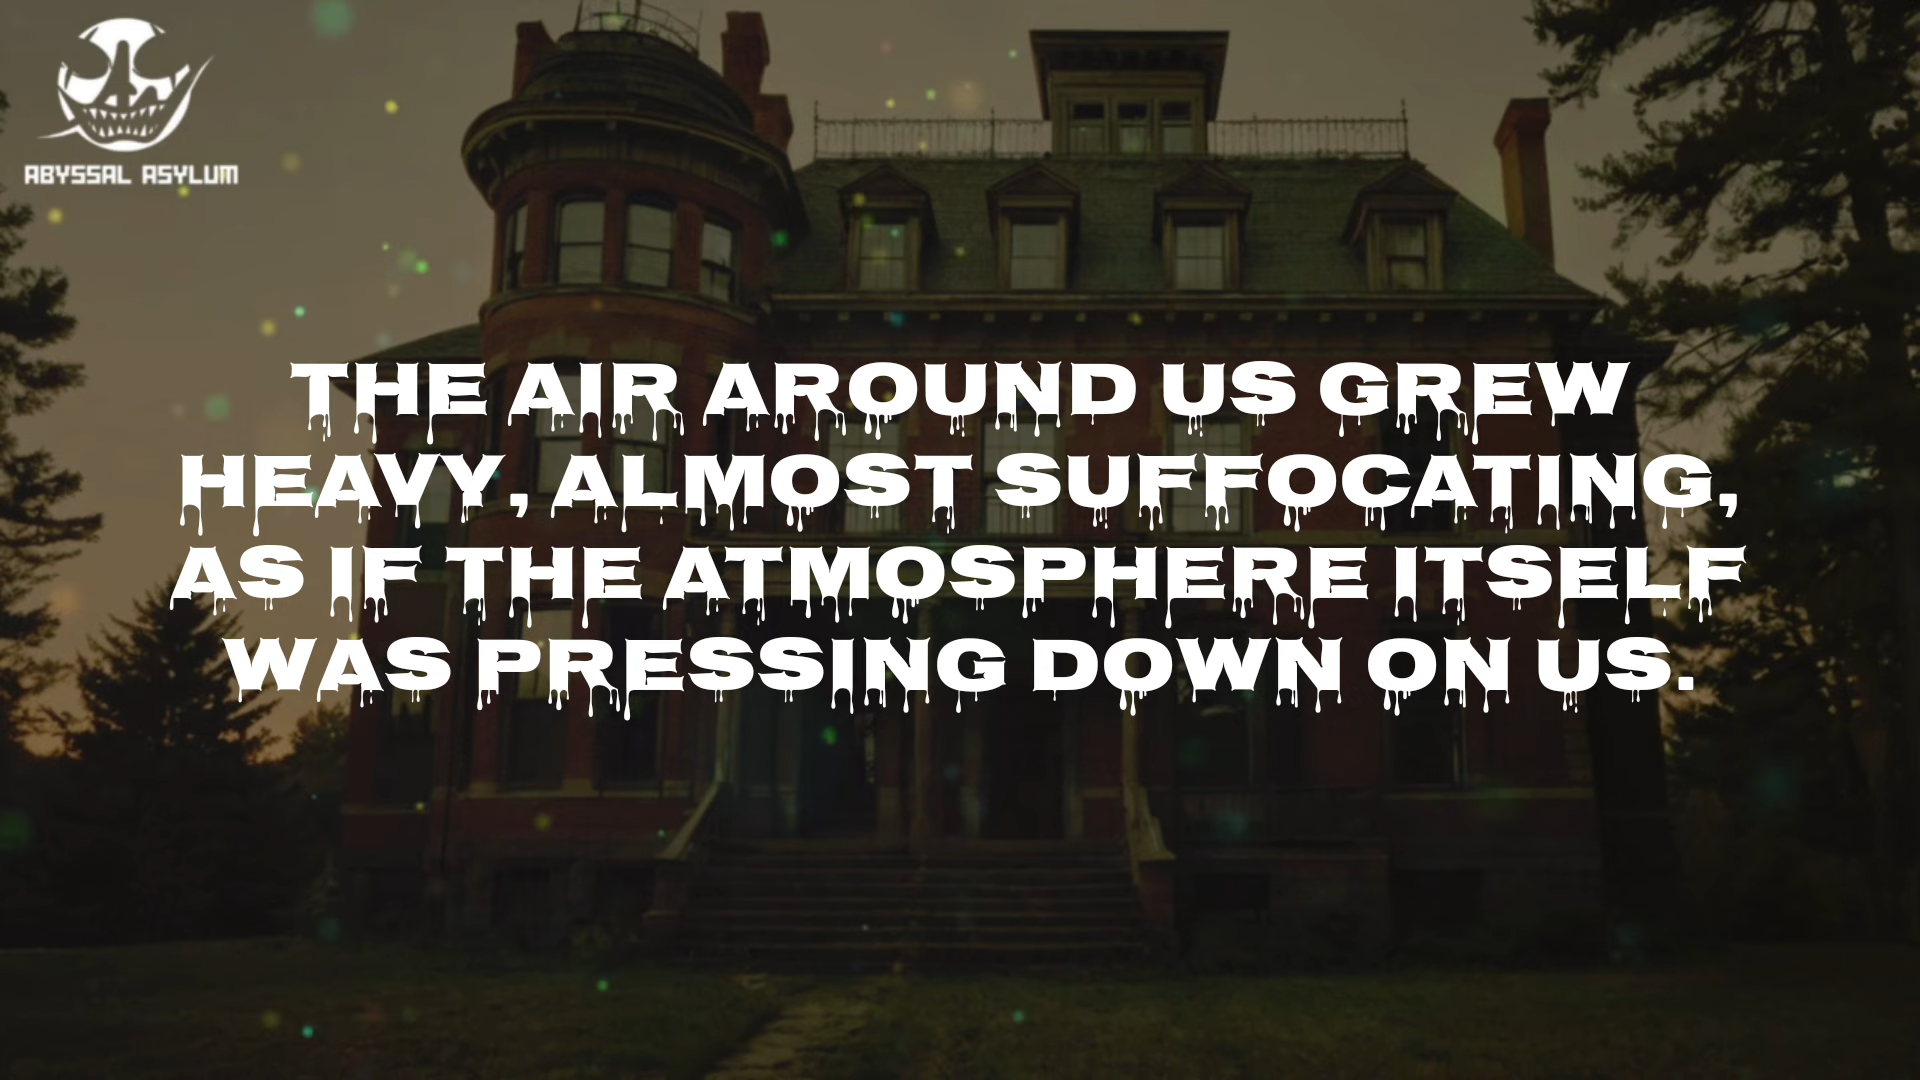 ABYSSAL ASYLUM
THE AIR AROUND US GREW
HEAVY, ALMOST SUFFOCATING,
AS IF THE ATMOSPHERE ITSELF
WAS PRESSING DOWN ON US.